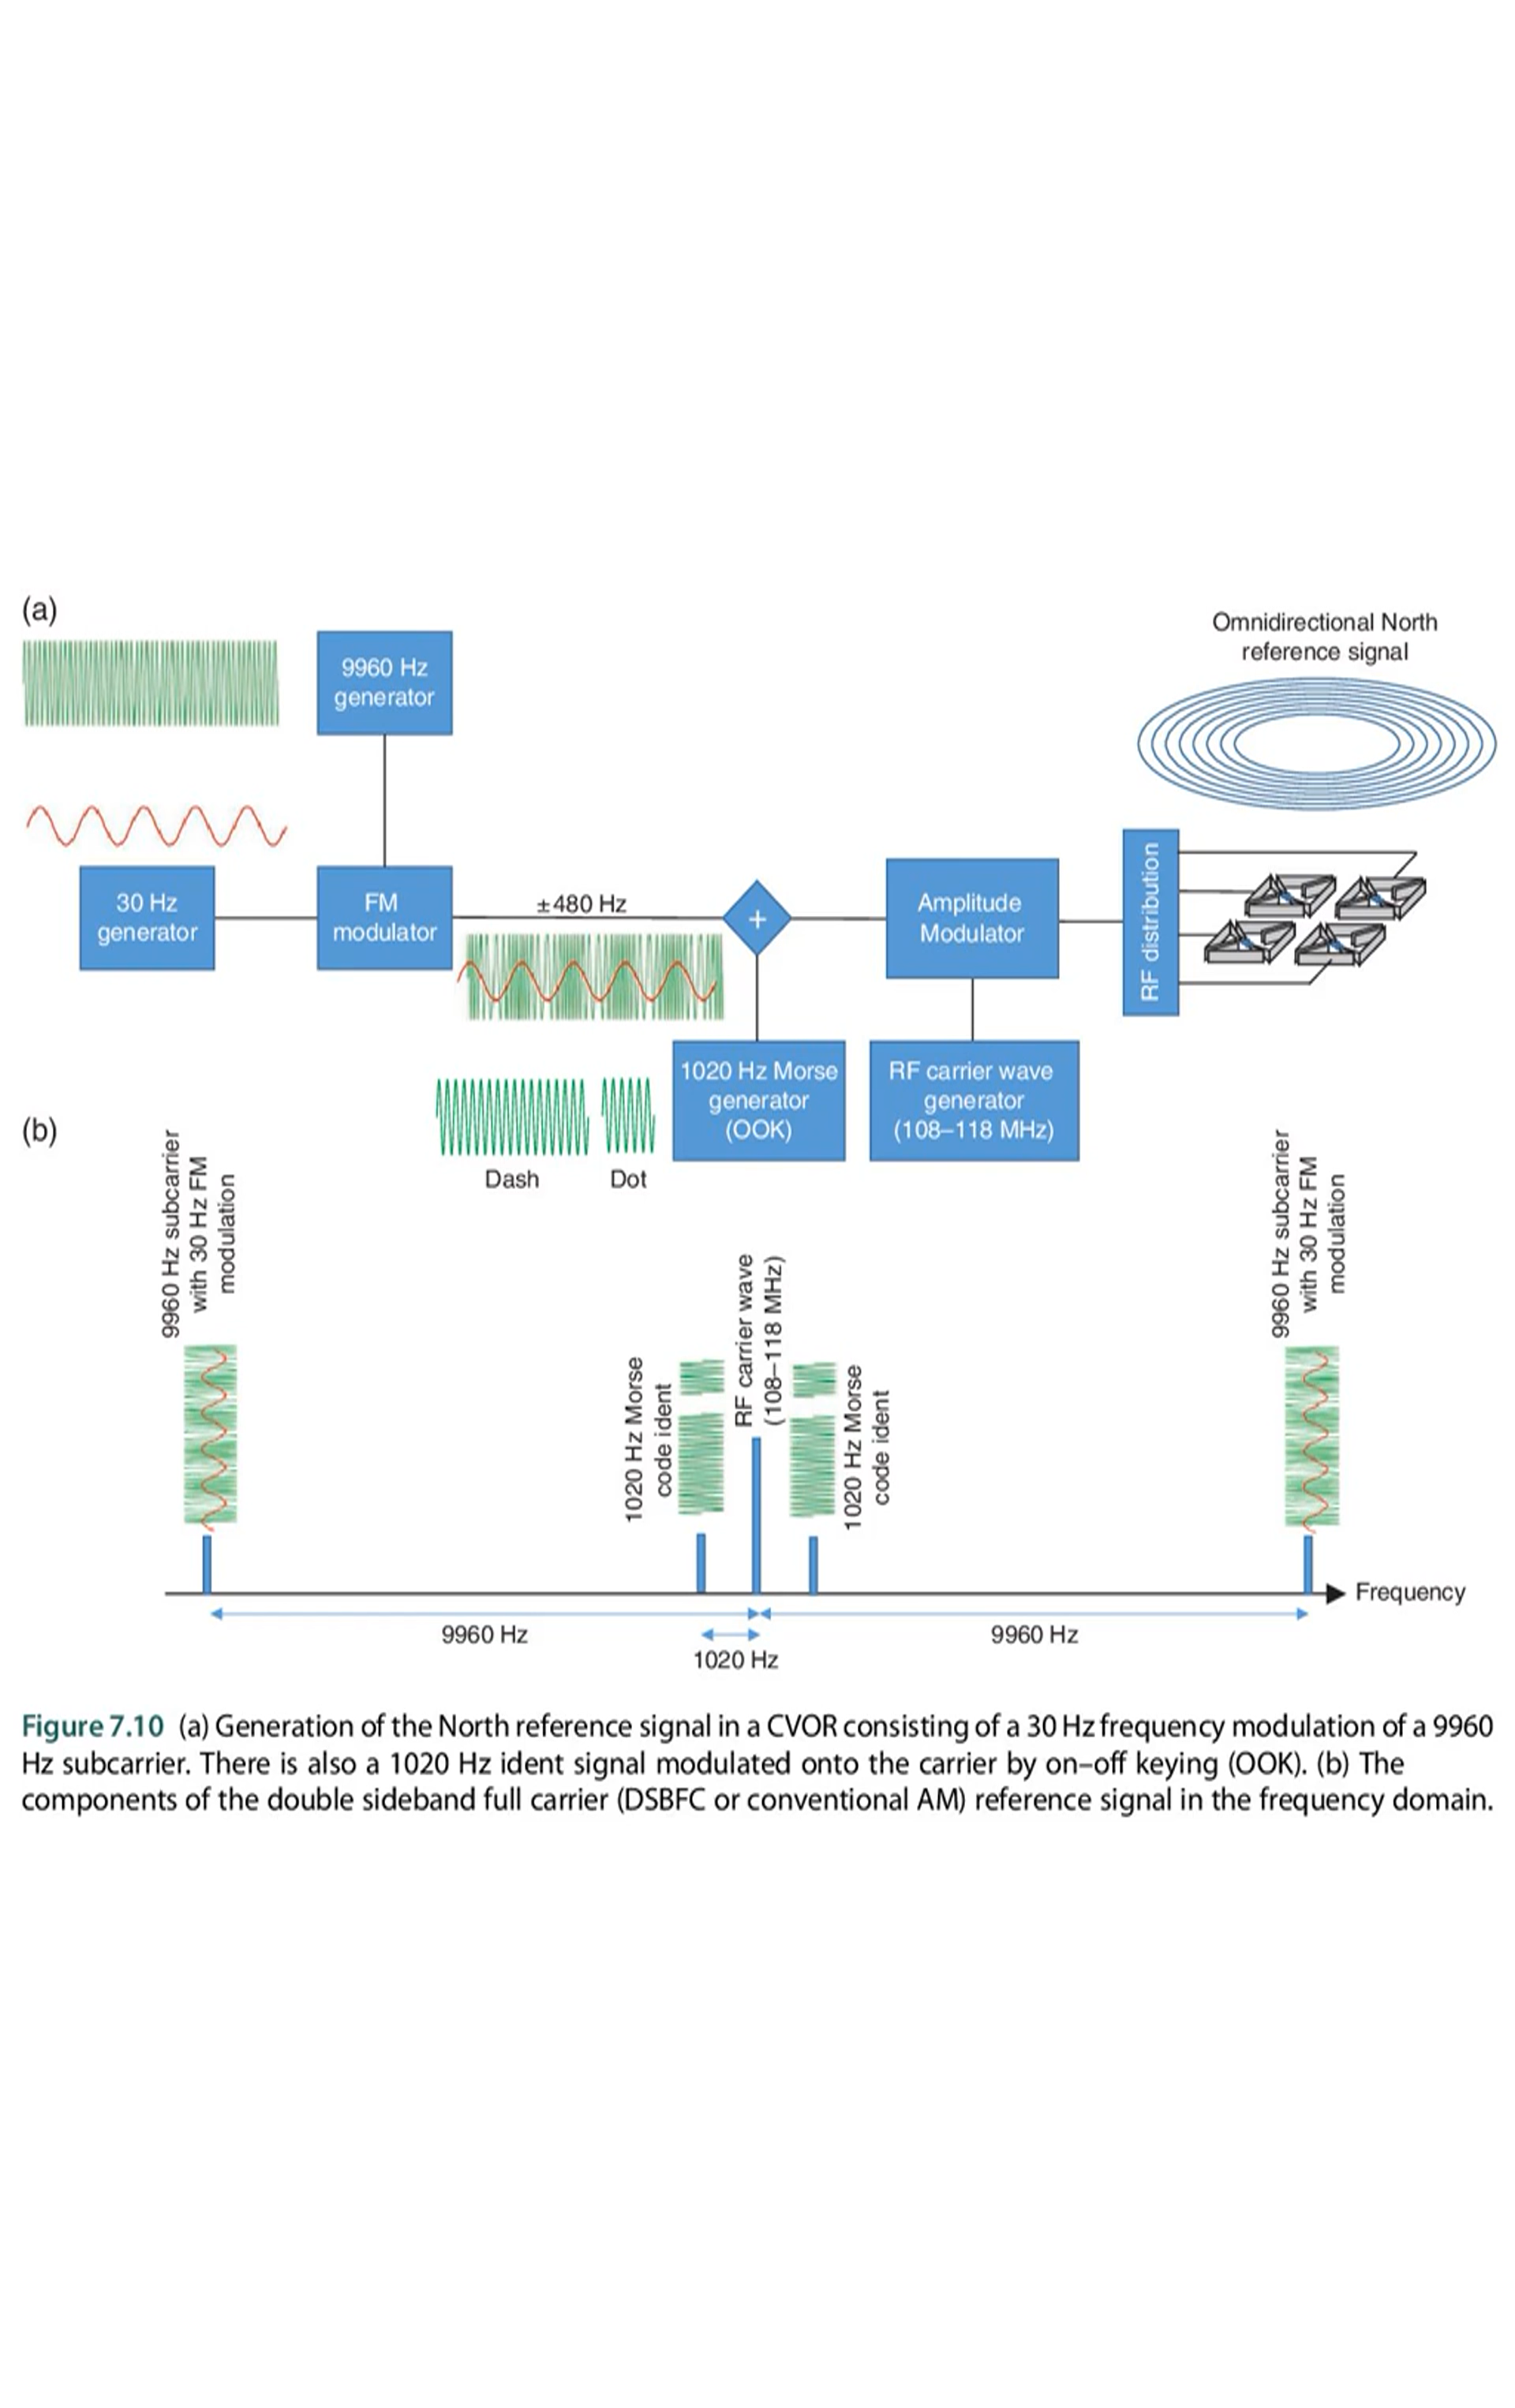 (a)
9960 Hz
generator
Omnidirectional North
reference signal
30 Hz
generator
FM
modulator
±480 Hz
+
Amplitude
Modulator
RF distribution
1020 Hz Morse
generator
(OOK)
RF carrier wave
generator
(108–118 MHz)
Dash
Dot
(b)
9960 Hz subcarrier
with 30 Hz FM
modulation
1020 Hz Morse
code ident
RF carrier wave
(108–118 MHz)
1020 Hz Morse
code ident
9960 Hz subcarrier
with 30 Hz FM
modulation
Frequency
9960 Hz
9960 Hz
1020 Hz
Figure 7.10 (a) Generation of the North reference signal in a CVOR consisting of a 30 Hz frequency modulation of a 9960
Hz subcarrier. There is also a 1020 Hz ident signal modulated onto the carrier by on–off keying (OOK). (b) The
components of the double sideband full carrier (DSBFC or conventional AM) reference signal in the frequency domain.